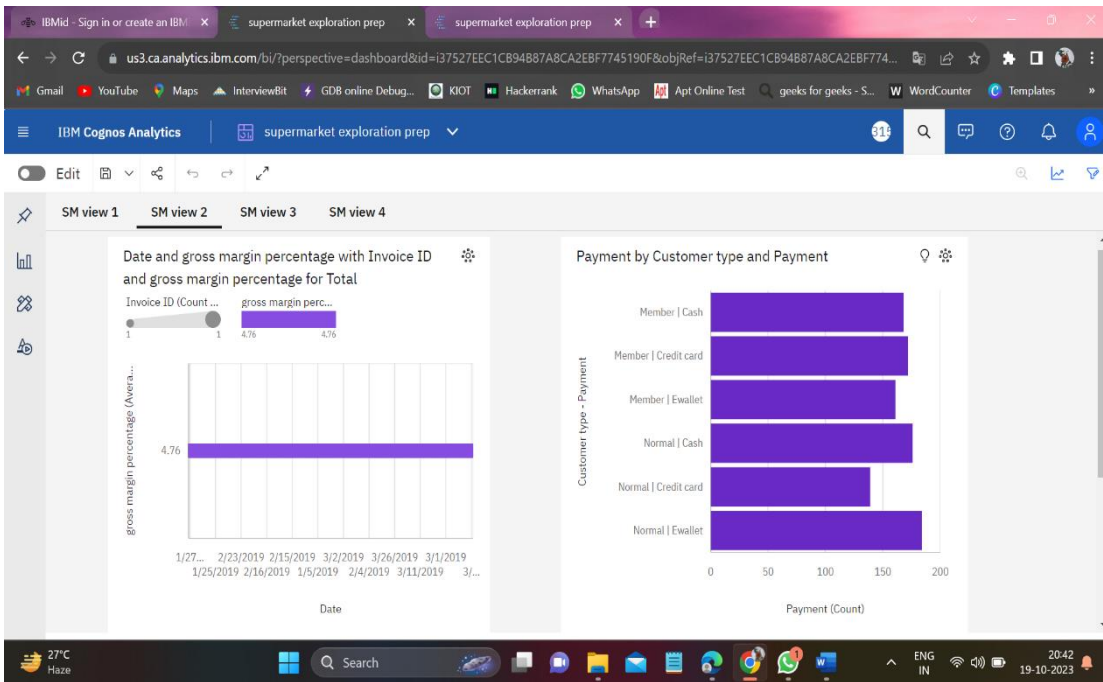 IBMid - Sign in or create an IBM
supermarket exploration prep
supermarket exploration prep
us3.ca.analytics.ibm.com/bi/?perspective=dashboard&id=i37527EEC1CB94B87A8CA2EBF7745190F&objRef=i37527EEC1CB94B87A8CA2EBF774...
Gmail YouTube Maps InterviewBit GDB online Debug... KIOT Hackerrank WhatsApp Apt Apt Online Test geeks for geeks - S... W WordCounter Templates »
IBM Cognos Analytics supermarket exploration prep
Edit
SM view 1 SM view 2 SM view 3 SM view 4
Date and gross margin percentage with Invoice ID
and gross margin percentage for Total
Invoice ID (Count ... gross margin perc...
1 1 4.76 4.76
gross margin percentage (Avera...
4.76
1/27... 2/23/2019 2/15/2019 3/2/2019 3/26/2019 3/1/2019
1/25/2019 2/16/2019 1/5/2019 2/4/2019 3/11/2019 3/...
Date
Payment by Customer type and Payment
Customer type - Payment
Member | Cash
Member | Credit card
Member | Ewallet
Normal | Cash
Normal | Credit card
Normal | Ewallet
0 50 100 150 200
Payment (Count)
27°C
Haze
Search
ENG
IN
20:42
19-10-2023